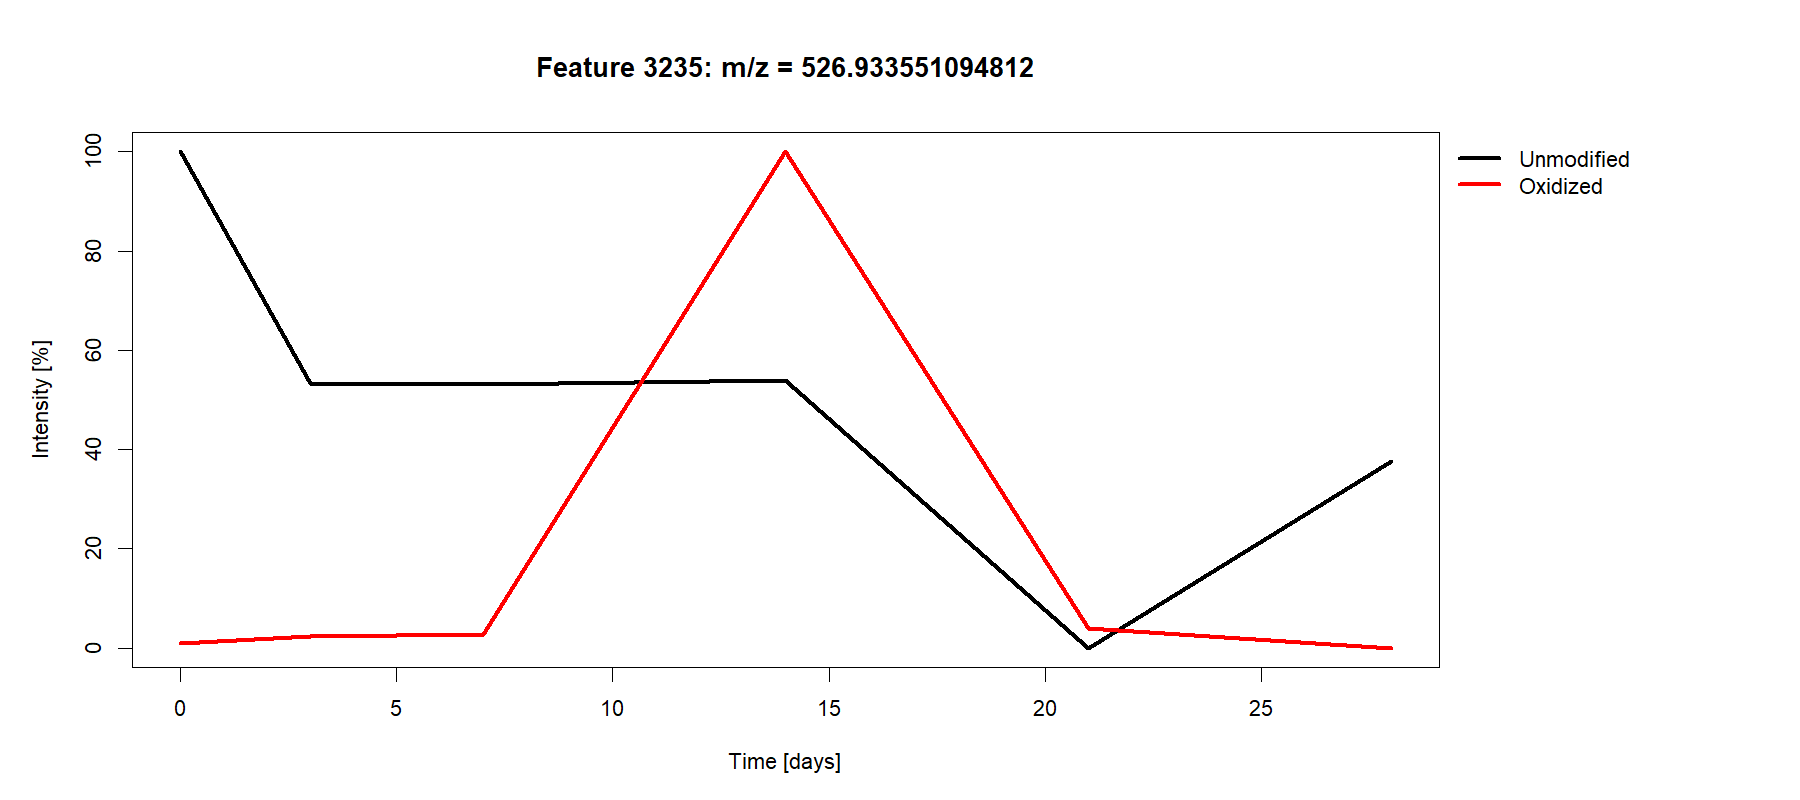 Feature 3235: m/z = 526.933551094812
Unmodified
Oxidized
Intensity [%]
100
80
60
40
20
0
0 5 10 15 20 25
Time [days]